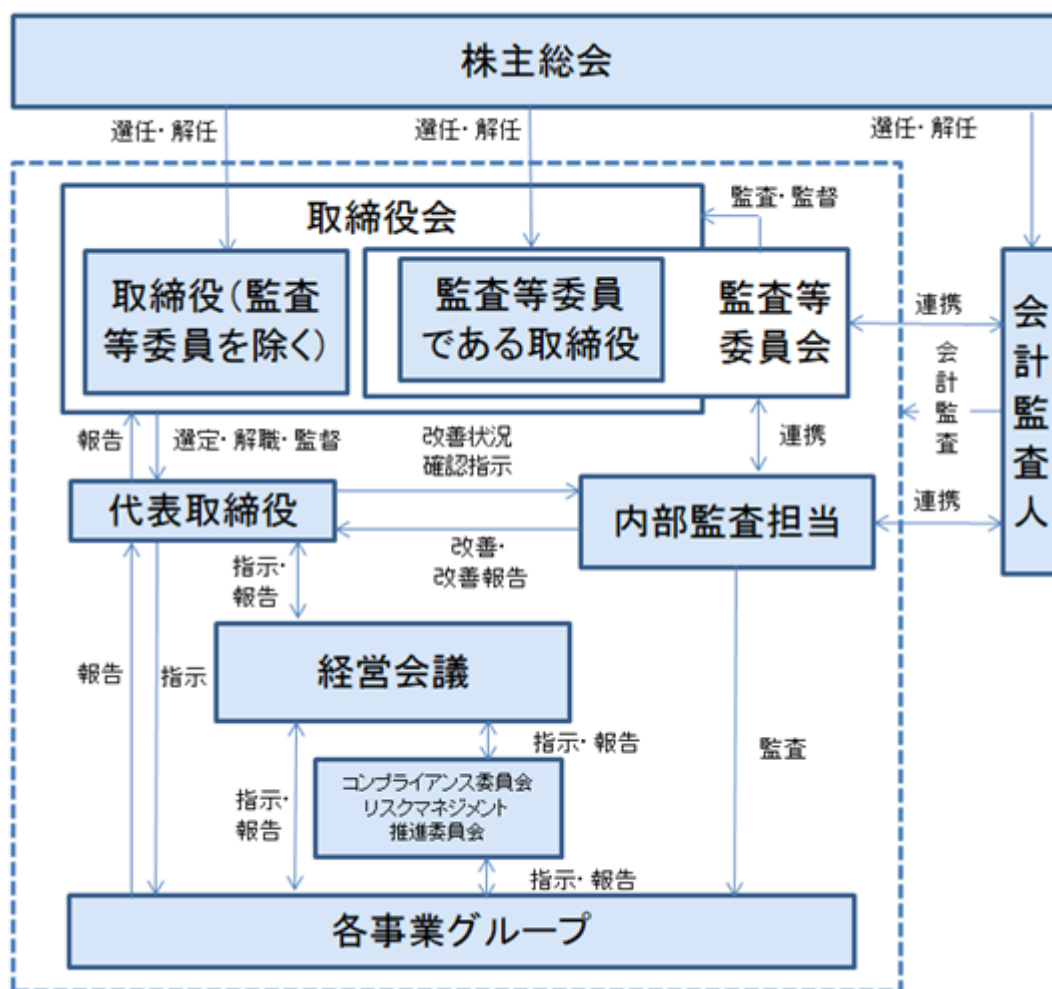 株主総会
選任・解任
選任・解任
選任・解任
取締役会
監査・監督
取締役（監査
等委員を除く）
監査等委員
である取締役
監査等
委員会
連携
会計監査
会計監査人
報告
選定・解職・監督
改善状況
確認指示
連携
代表取締役
内部監査担当
連携
改善・
改善報告
指示・
報告
経営会議
報告
指示
指示・報告
監査
コンプライアンス委員会
リスクマネジメント
推進委員会
指示・
報告
指示・報告
各事業グループ